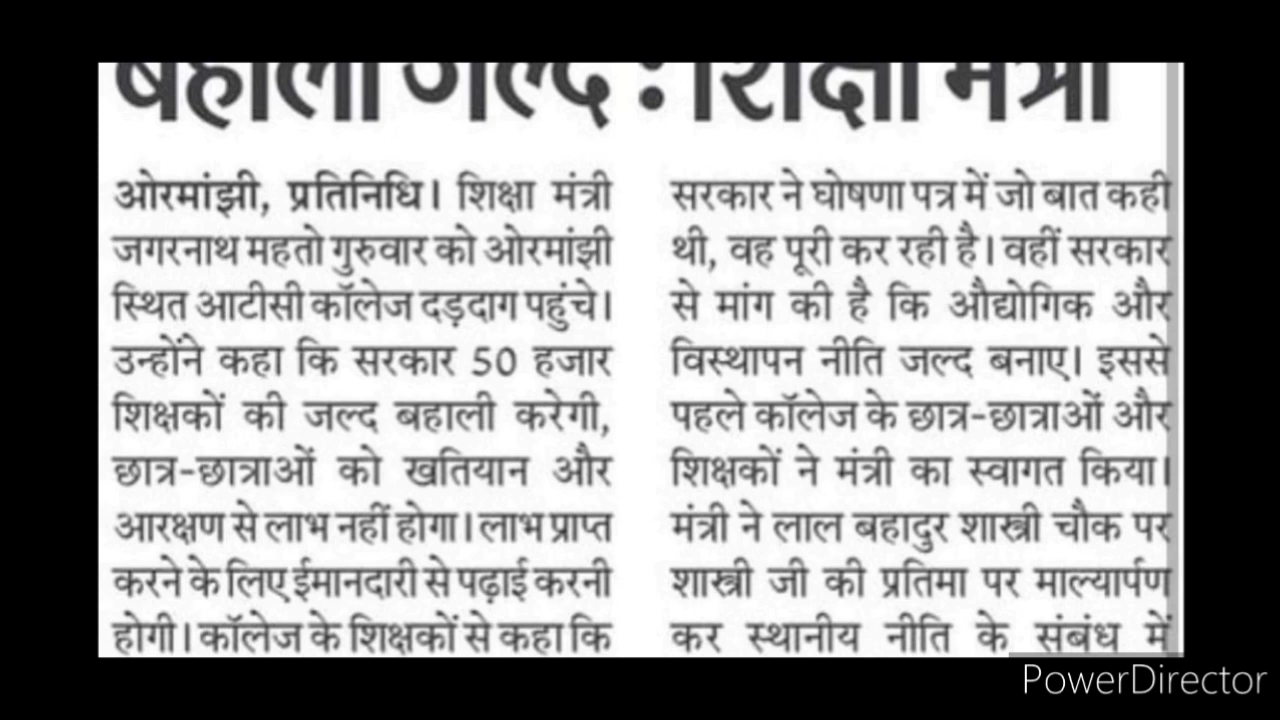 बहाली जल्द : शिक्षा मंत्री
ओरमांझी, प्रतिनिधि। शिक्षा मंत्री
जगरनाथ महतो गुरुवार को ओरमांझी
स्थित आटीसी कॉलेज दड़दाग पहुंचे।
उन्होंने कहा कि सरकार 50 हजार
शिक्षकों की जल्द बहाली करेगी,
छात्र-छात्राओं को खतियान और
आरक्षण से लाभ नहीं होगा। लाभ प्राप्त
करने के लिए ईमानदारी से पढ़ाई करनी
होगी। कॉलेज के शिक्षकों से कहा कि
सरकार ने घोषणा पत्र में जो बात कही
थी, वह पूरी कर रही है। वहीं सरकार
से मांग की है कि औद्योगिक और
विस्थापन नीति जल्द बनाए। इससे
पहले कॉलेज के छात्र-छात्राओं और
शिक्षकों ने मंत्री का स्वागत किया।
मंत्री ने लाल बहादुर शास्त्री चौक पर
शास्त्री जी की प्रतिमा पर माल्यार्पण
कर स्थानीय नीति के संबंध में
PowerDirector